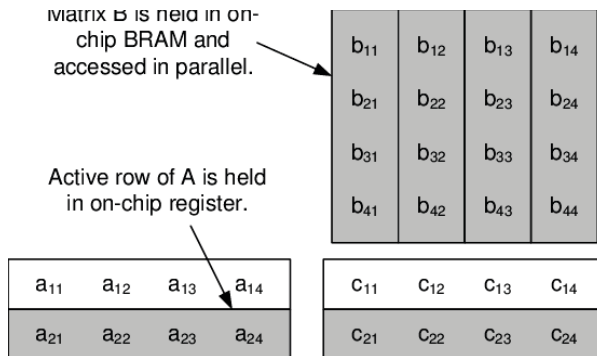 Matrix B is held in on-
chip BRAM and
accessed in parallel.
b11 b12 b13 b14
b21 b22 b23 b24
b31 b32 b33 b34
b41 b42 b43 b44
Active row of A is held
in on-chip register.
a11 a12 a13 a14
a21 a22 a23 a24
c11 c12 c13 c14
c21 c22 c23 c24